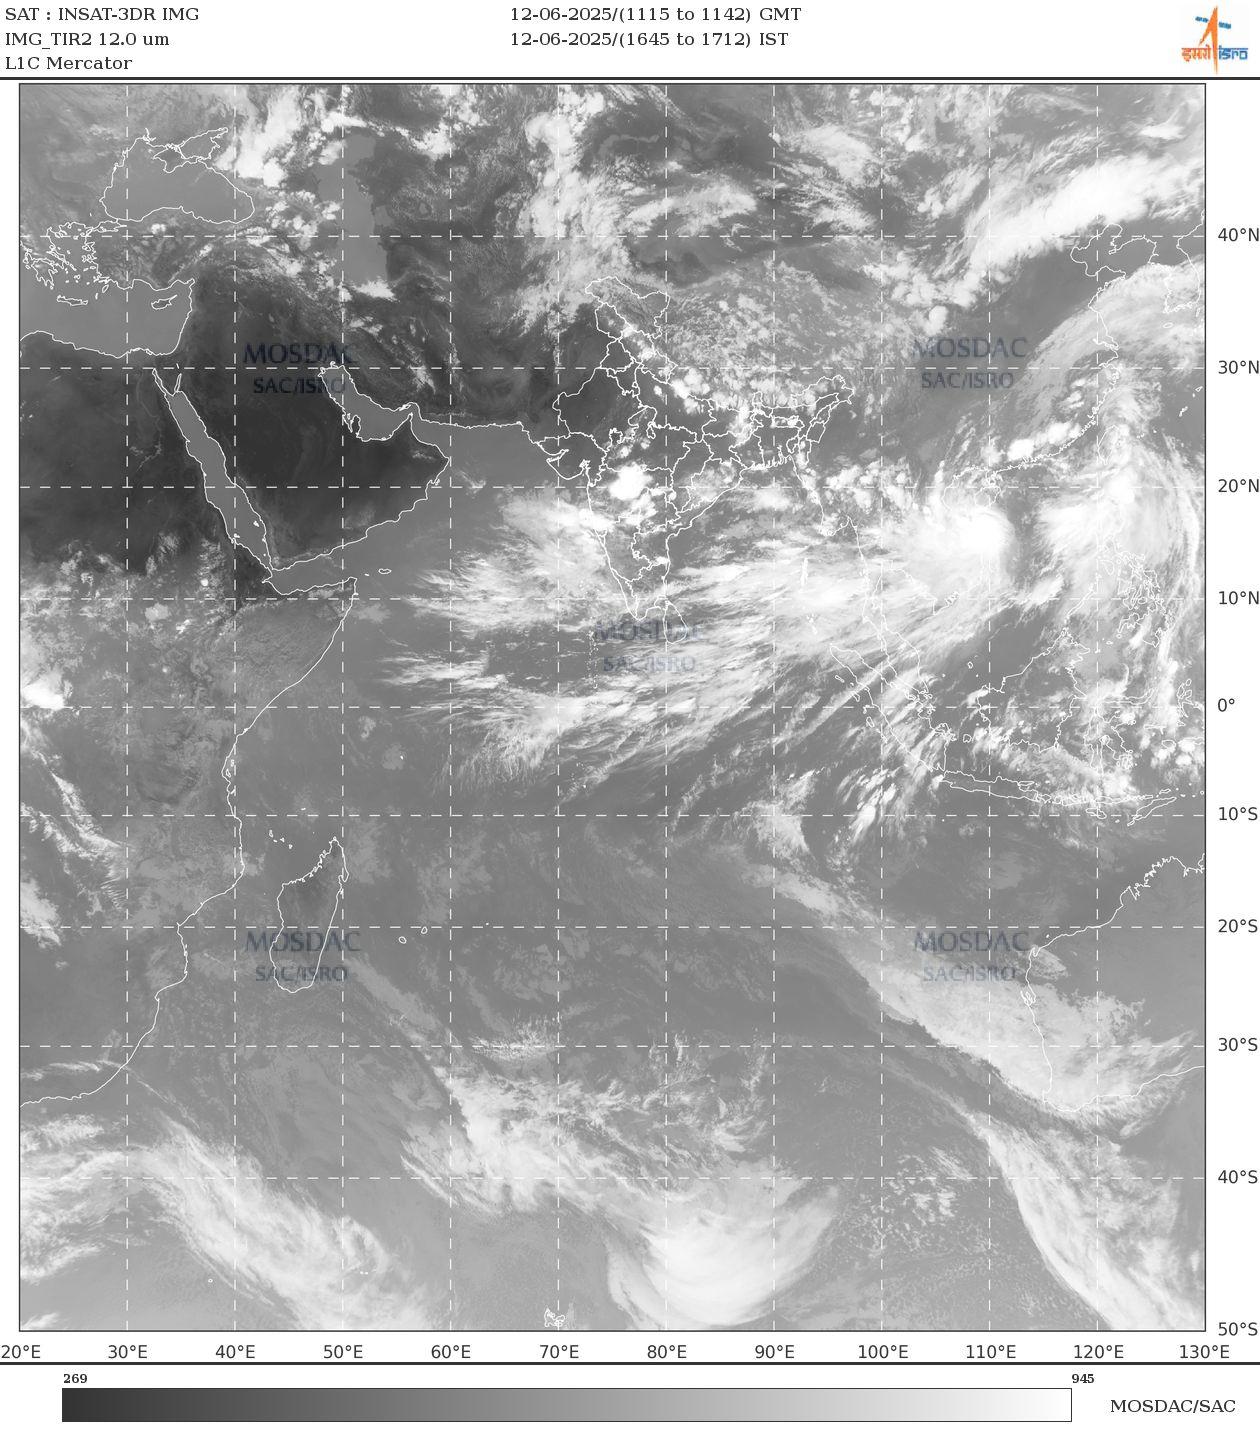 SAT : INSAT-3DR IMG
IMG_TIR2 12.0 um
L1C Mercator
12-06-2025/(1115 to 1142) GMT
12-06-2025/(1645 to 1712) IST
इसरो isro
40°N
30°N
20°N
10°N
0°
10°S
20°S
30°S
40°S
50°S
MOSDAC
SAC/ISRO
MOSDAC
SAC/ISRO
MOSDAC
SAC/ISRO
MOSDAC
SAC/ISRO
MOSDAC
SAC/ISRO
20°E 30°E 40°E 50°E 60°E 70°E 80°E 90°E 100°E 110°E 120°E 130°E
269 945
MOSDAC/SAC